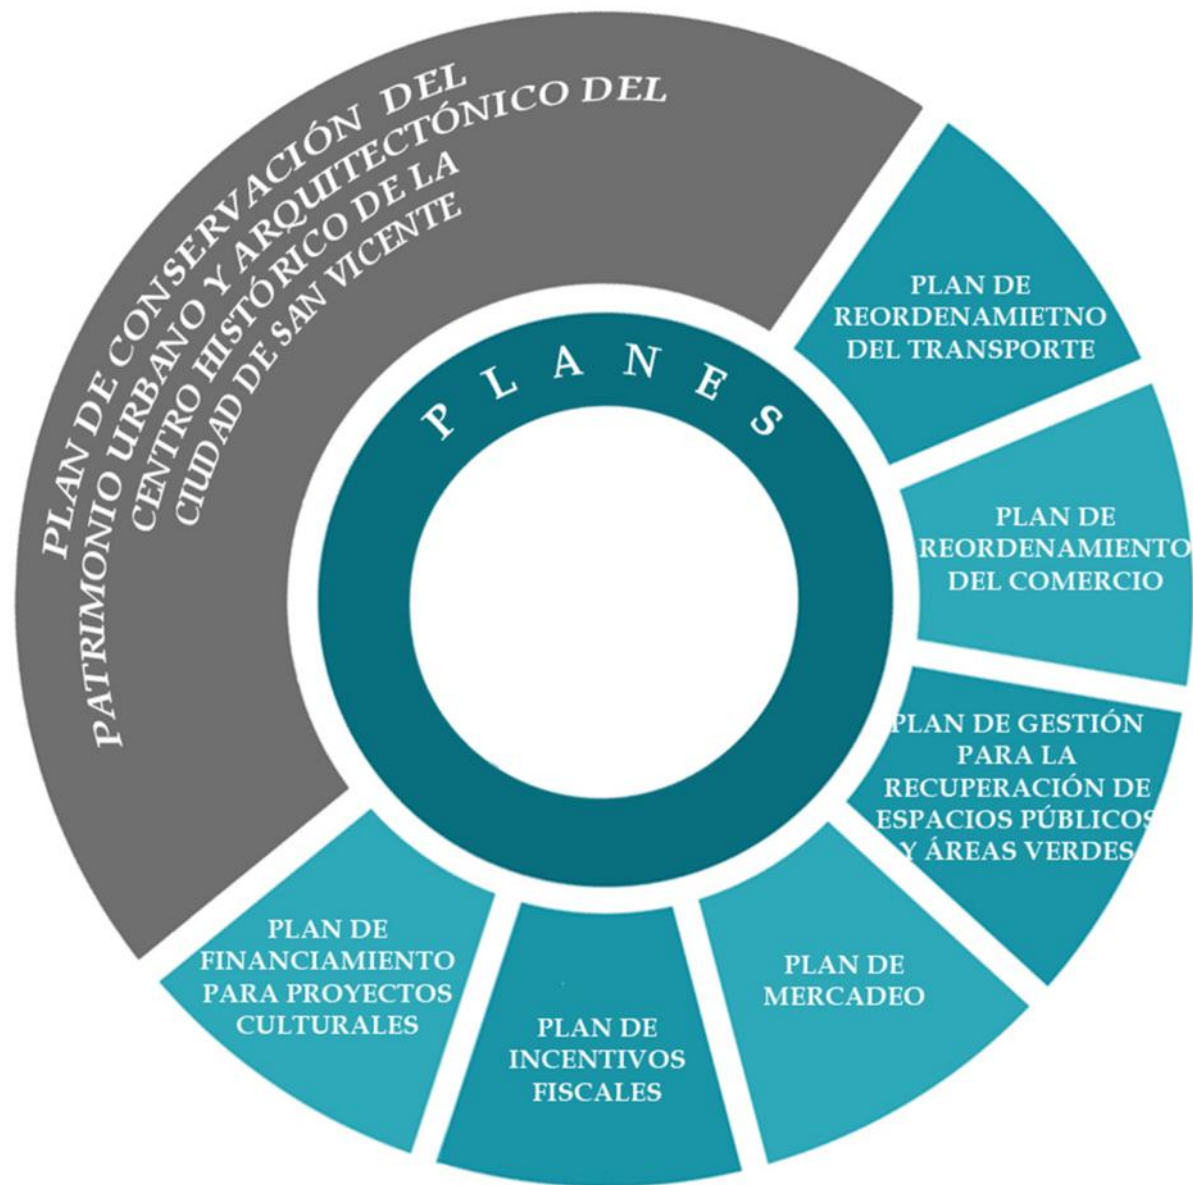 PLAN DE CONSERVACIÓN DEL
PATRIMONIO URBANO Y ARQUITECTÓNICO DEL
CENTRO HISTÓRICO DE LA
CIUDAD DE SAN VICENTE
PLANES
PLAN DE
REORDENAMIETNO
DEL TRANSPORTE
PLAN DE
REORDENAMIENTO
DEL COMERCIO
PLAN DE GESTIÓN
PARA LA
RECUPERACIÓN DE
ESPACIOS PÚBLICOS
Y ÁREAS VERDES
PLAN DE
MERCADEO
PLAN DE
INCENTIVOS
FISCALES
PLAN DE
FINANCIAMIENTO
PARA PROYECTOS
CULTURALES